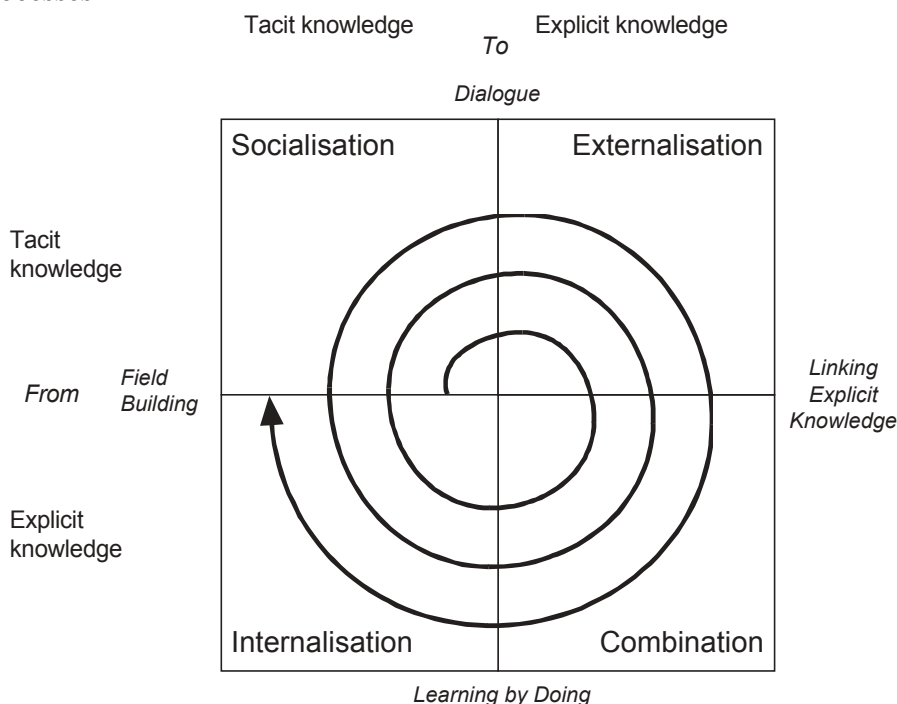 Tacit knowledge
To
Explicit knowledge
Dialogue
Socialisation
Externalisation
Tacit
knowledge
From
Field
Building
Linking
Explicit
Knowledge
Explicit
knowledge
Internalisation
Combination
Learning by Doing